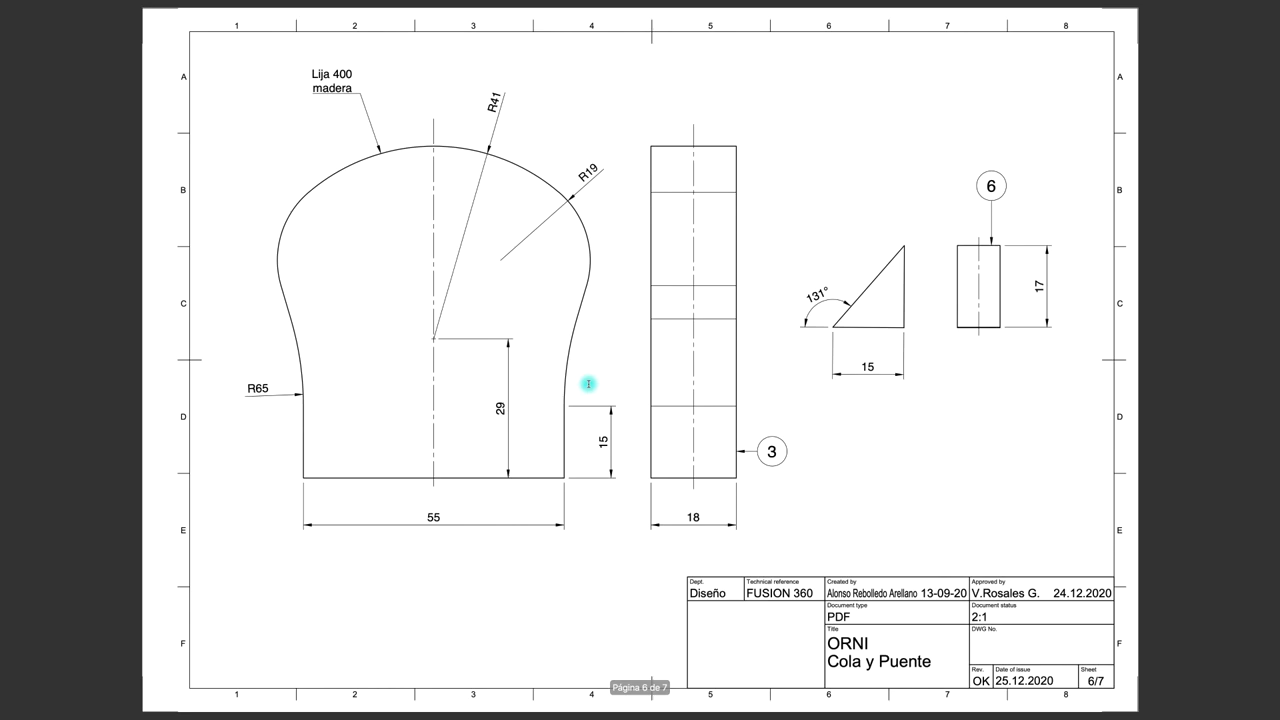 1 2 3 4 5 6 7 8
A A
Lija 400
madera
R41
R19
B B
6
C C
131°
17
15
R65
29
15
D D
3
55
18
E E
Dept.
Diseño
Technical reference
FUSION 360
Created by
Alonso Rebolledo Arellano 13-09-20
Approved by
V.Rosales G. 24.12.2020
Document type
PDF
Document status
2:1
Title
ORNI
Cola y Puente
DWG No.
Rev.
OK
Date of issue
25.12.2020
Sheet
6/7
F F
Página 6 de 7
1 2 3 4 5 6 7 8